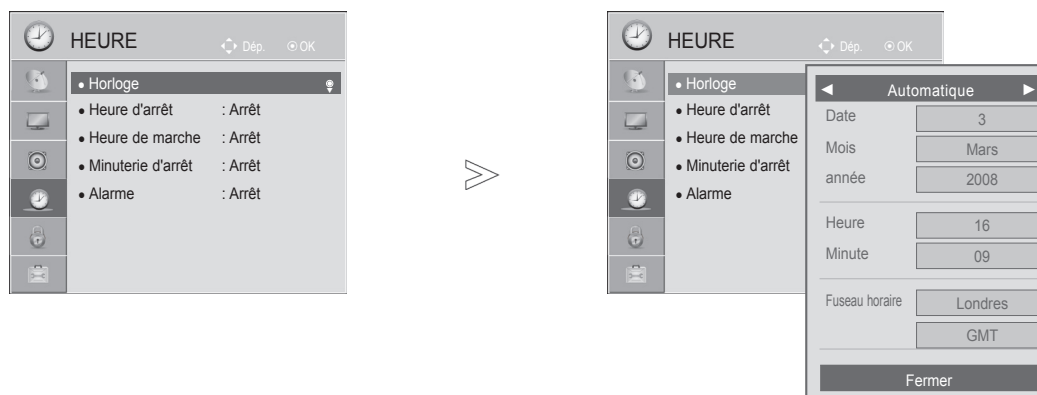 HEURE Dép. OK
● Horloge
● Heure d'arrêt : Arrêt
● Heure de marche : Arrêt
● Minuterie d'arrêt : Arrêt
● Alarme : Arrêt
HEURE Dép. OK
● Horloge
● Heure d'arrêt
● Heure de marche
● Minuterie d'arrêt
● Alarme
◄ Automatique ►
Date 3
Mois Mars
année 2008
Heure 16
Minute 09
Fuseau horaire Londres
GMT
Fermer